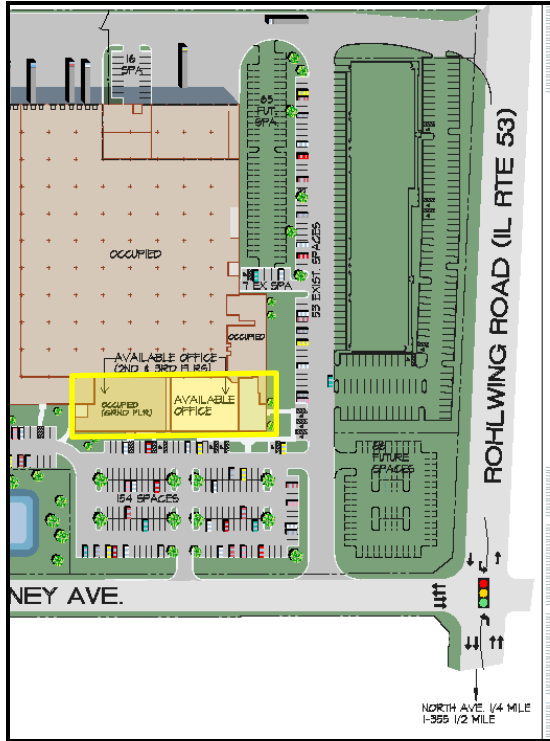 16
SPA.
65
FUT.
SPA.
ROHLWING ROAD (IL RTE 53)
OCCUPIED
53 EXIST. SPACES
7 EX SPA
OCCUPIED
AVAILABLE OFFICE
(2ND & 3RD FLRS)
OCCUPIED
(GRND FLR)
AVAILABLE
OFFICE
FUTURE
SPACES
154 SPACES
NEY AVE.
NORTH AVE. 1/4 MILE
I-355 1/2 MILE